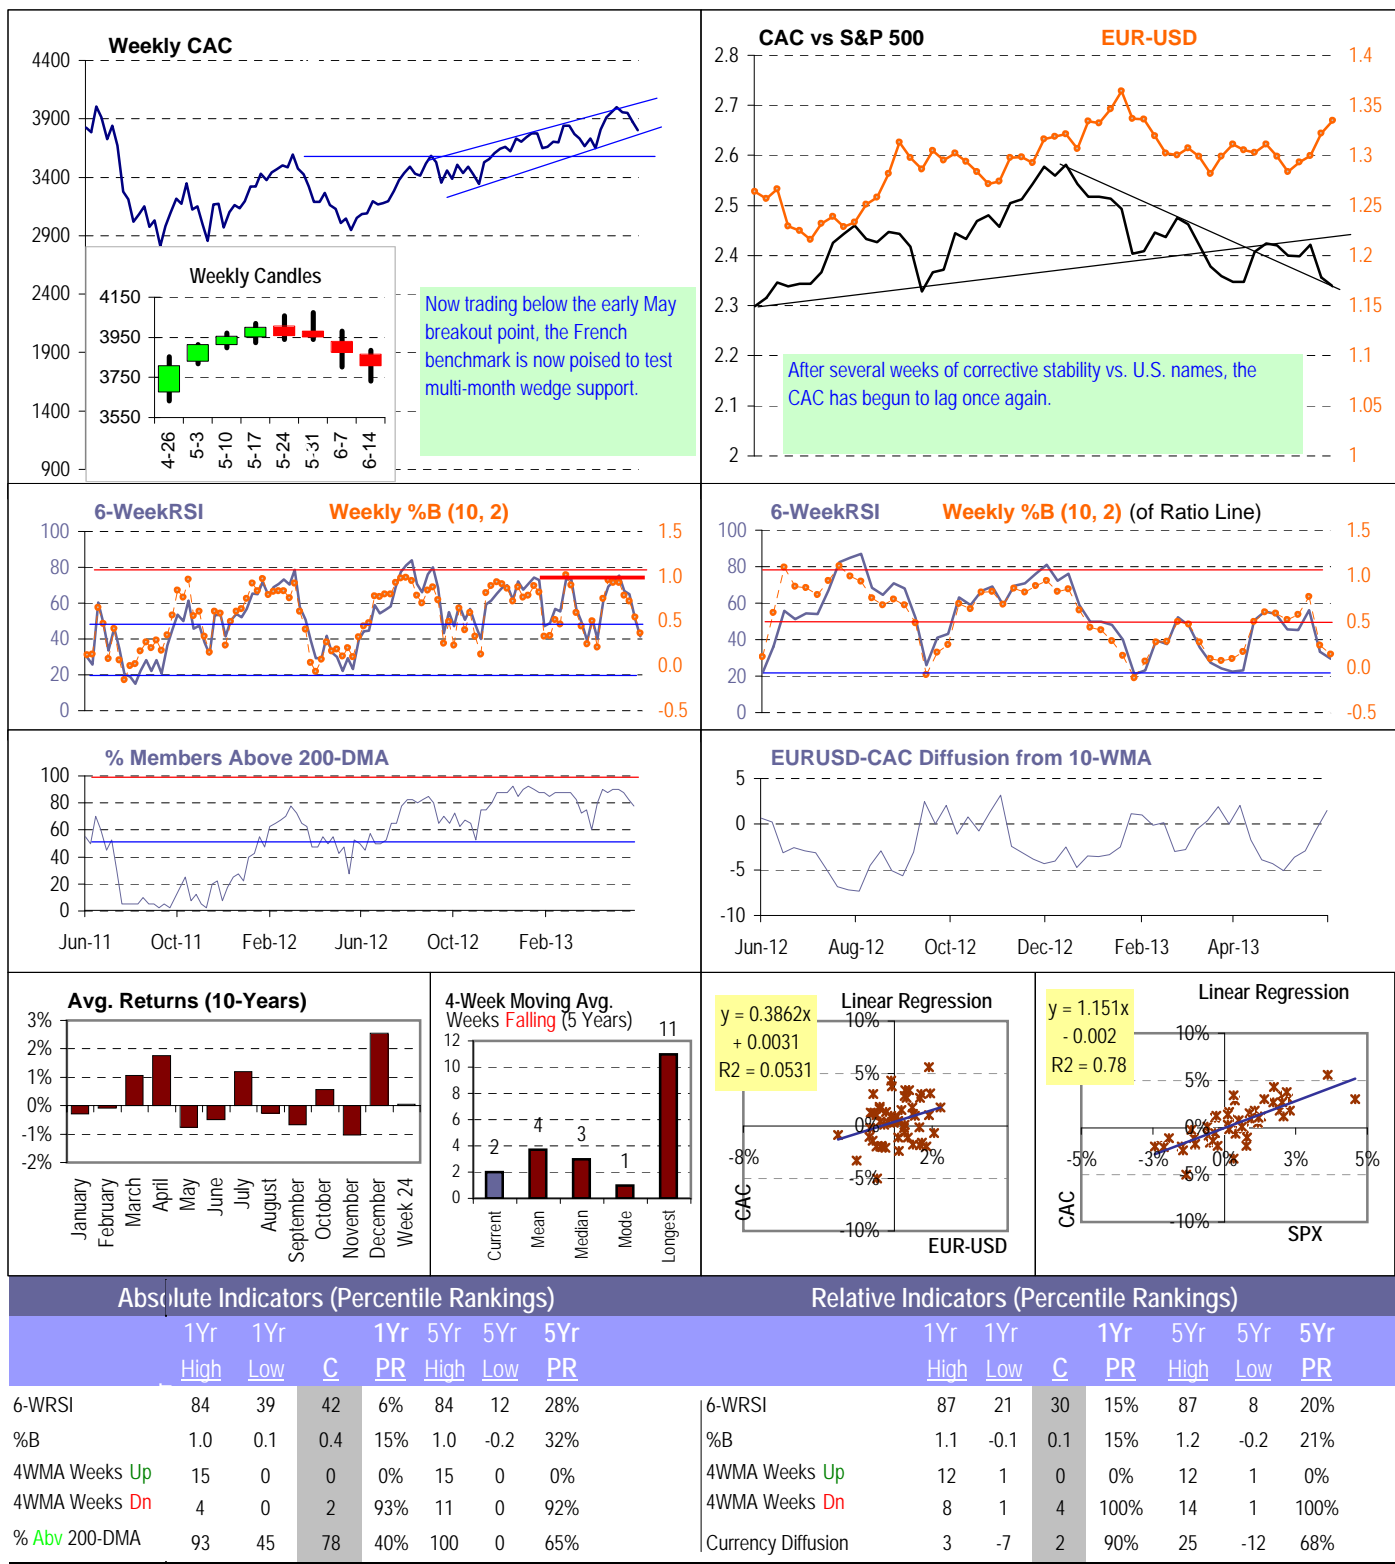 Weekly CAC
4400
3900
3400
2900
2400
1900
1400
900
Weekly Candles
4150
3950
3750
3550
4-26
5-3
5-10
5-17
5-24
5-31
6-7
6-14
Now trading below the early May
breakout point, the French
benchmark is now poised to test
multi-month wedge support.
CAC vs S&P 500
EUR-USD
2.8
2.7
2.6
2.5
2.4
2.3
2.2
2.1
2
1.4
1.35
1.3
1.25
1.2
1.15
1.1
1.05
1
After several weeks of corrective stability vs. U.S. names, the
CAC has begun to lag once again.
6-WeekRSI
Weekly %B (10, 2)
100
80
60
40
20
0
1.5
1.0
0.5
0.0
-0.5
6-WeekRSI
Weekly %B (10, 2) (of Ratio Line)
100
80
60
40
20
0
1.5
1.0
0.5
0.0
-0.5
% Members Above 200-DMA
100
80
60
40
20
0
Jun-11
Oct-11
Feb-12
Jun-12
Oct-12
Feb-13
EURUSD-CAC Diffusion from 10-WMA
5
0
-5
-10
Jun-12
Aug-12
Oct-12
Dec-12
Feb-13
Apr-13
Avg. Returns (10-Years)
3%
2%
1%
0%
-1%
-2%
January
February
March
April
May
June
July
August
September
October
November
December
Week 24
4-Week Moving Avg.
Weeks Falling (5 Years)
12
10
8
6
4
2
0
2
4
3
1
11
Current
Mean
Median
Mode
Longest
y = 0.3862x
+ 0.0031
R2 = 0.0531
Linear Regression
10%
5%
0%
-5%
-10%
-8%
2%
CAC
EUR-USD
y = 1.151x
- 0.002
R2 = 0.78
Linear Regression
10%
5%
0%
-5%
-10%
-5%
-3%
0%
3%
5%
CAC
SPX
Absolute Indicators (Percentile Rankings)
1Yr 1Yr 1Yr 5Yr 5Yr 5Yr
High Low C PR High Low PR
6-WRSI 84 39 42 6% 84 12 28%
%B 1.0 0.1 0.4 15% 1.0 -0.2 32%
4WMA Weeks Up 15 0 0 0% 15 0 0%
4WMA Weeks Dn 4 0 2 93% 11 0 92%
% Abv 200-DMA 93 45 78 40% 100 0 65%
Relative Indicators (Percentile Rankings)
1Yr 1Yr 1Yr 5Yr 5Yr 5Yr
High Low C PR High Low PR
6-WRSI 87 21 30 15% 87 8 20%
%B 1.1 -0.1 0.1 15% 1.2 -0.2 21%
4WMA Weeks Up 12 1 0 0% 12 1 0%
4WMA Weeks Dn 8 1 4 100% 14 1 100%
Currency Diffusion 3 -7 2 90% 25 -12 68%